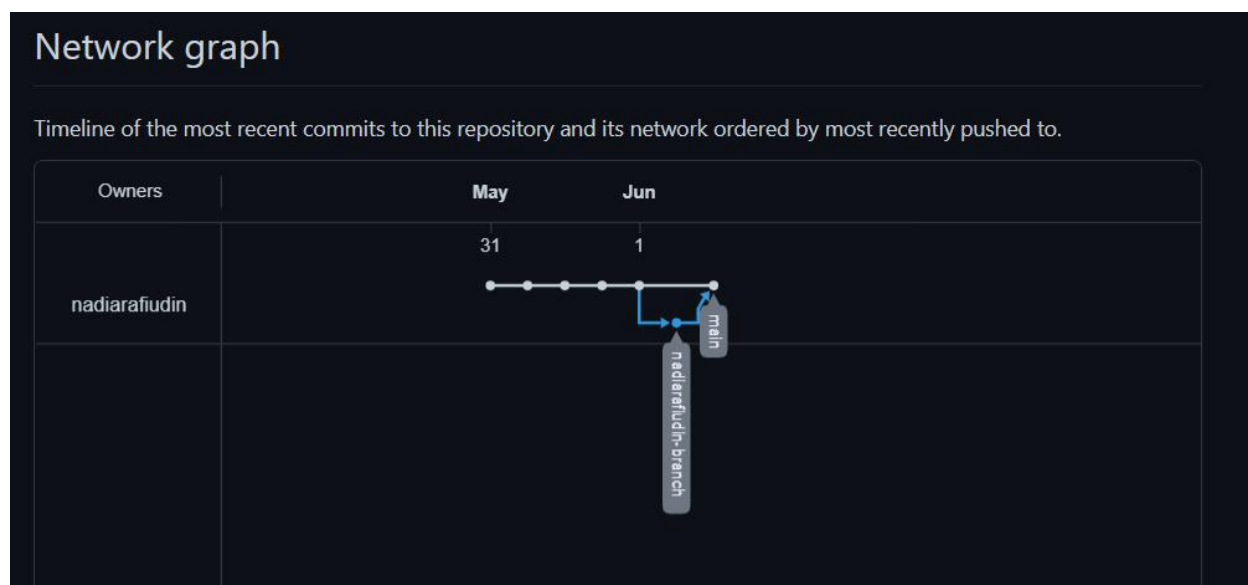 Network graph
Timeline of the most recent commits to this repository and its network ordered by most recently pushed to.
Owners May Jun
31 1
nadiarafiudin
main
nadiarafiudin-branch